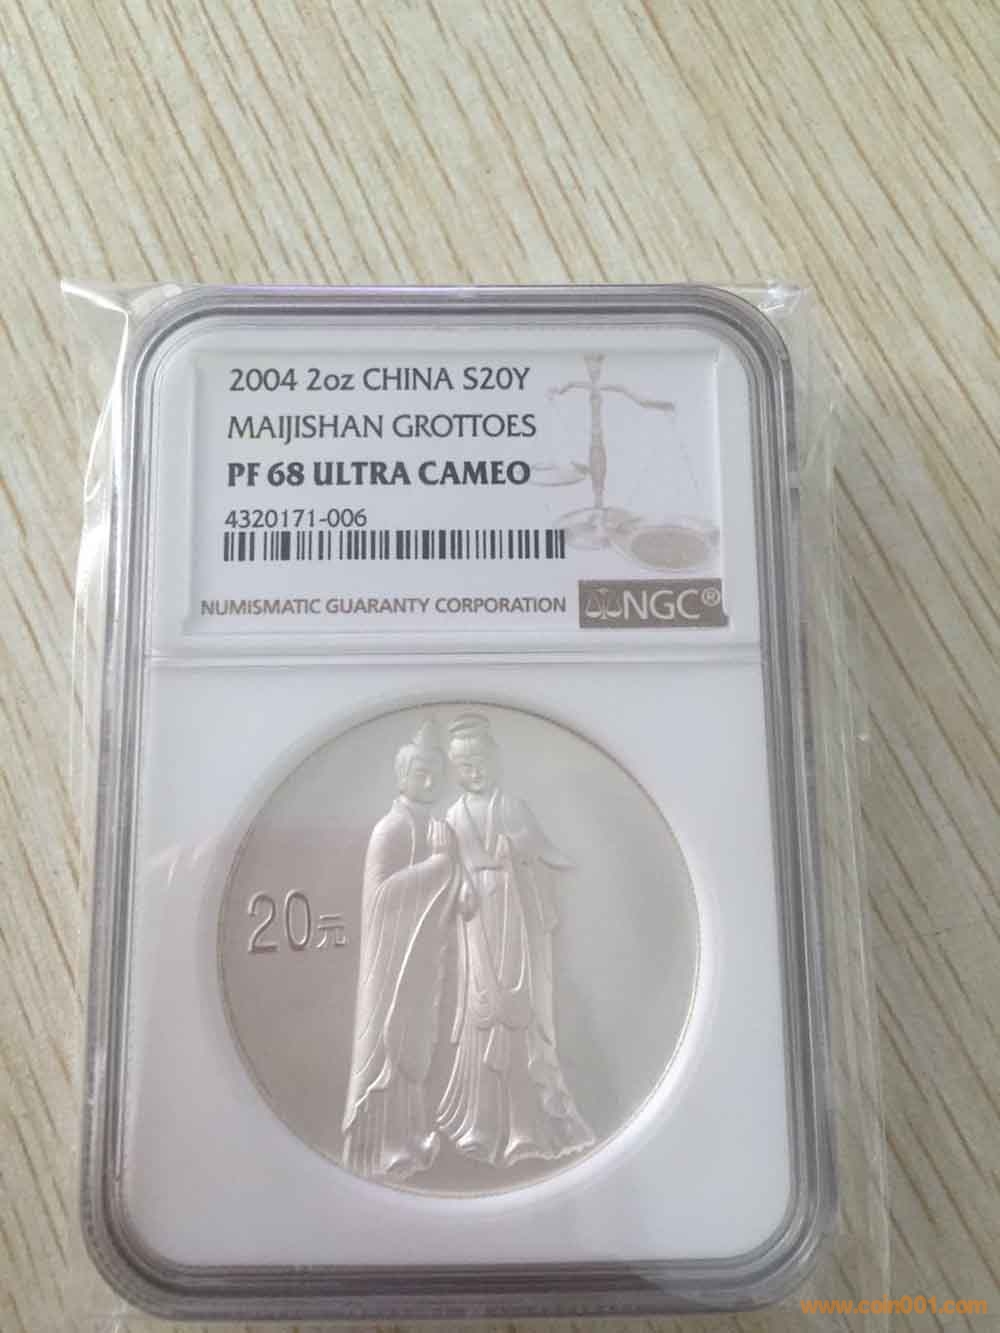 2004 2oz CHINA S20Y
MAIJISHAN GROTTOES
PF 68 ULTRA CAMEO
4320171-006
NUMISMATIC GUARANTY CORPORATION NGC®
20元
www.coin001.com